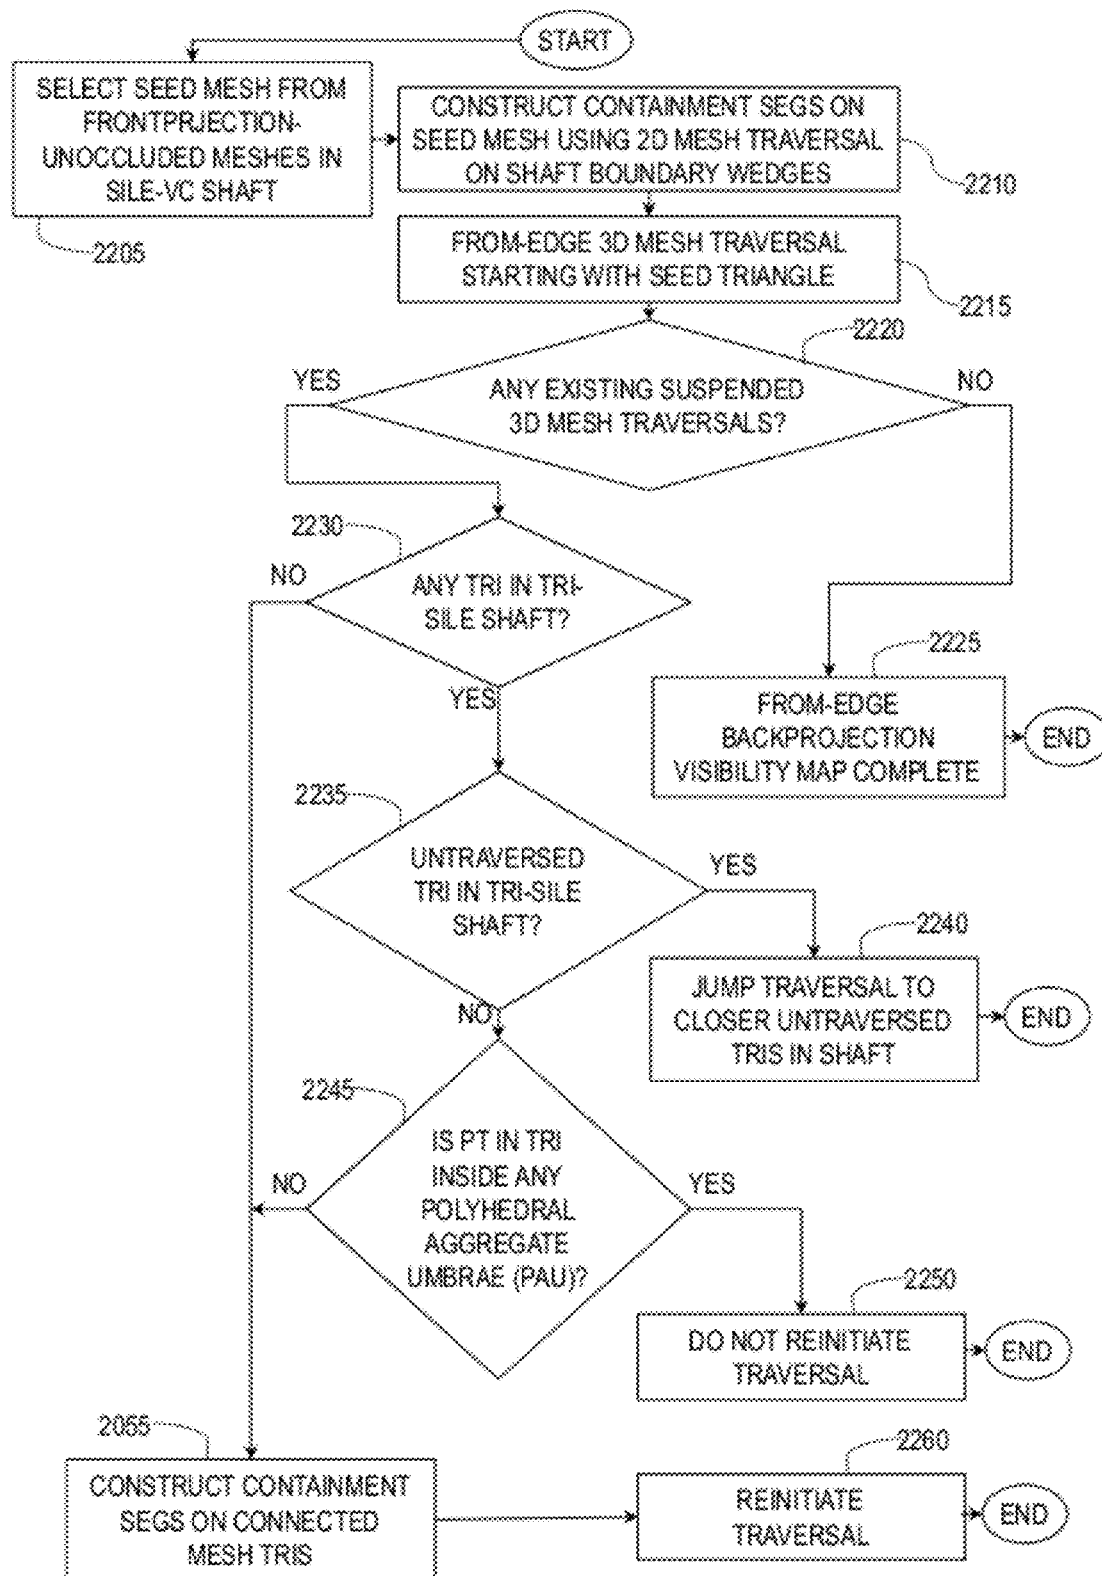 START
SELECT SEED MESH FROM
FRONTPRJECTION-
UNOCCLUDED MESHES IN
SILE-VC SHAFT
2205
CONSTRUCT CONTAINMENT SEGS ON
SEED MESH USING 2D MESH TRAVERSAL
ON SHAFT BOUNDARY WEDGES
2210
FROM-EDGE 3D MESH TRAVERSAL
STARTING WITH SEED TRIANGLE
2215
2220
YES
ANY EXISTING SUSPENDED
3D MESH TRAVERSALS?
NO
2230
NO
ANY TRI IN TRI-
SILE SHAFT?
YES
2225
FROM-EDGE
BACKPROJECTION
VISIBILITY MAP COMPLETE
END
2235
UNTRAVERSED
TRI IN TRI-SILE
SHAFT?
YES
NO
2240
JUMP TRAVERSAL TO
CLOSER UNTRAVERSED
TRIS IN SHAFT
END
2245
NO
IS PT IN TRI
INSIDE ANY
POLYHEDRAL
AGGREGATE
UMBRAE (PAU)?
YES
2250
DO NOT REINITIATE
TRAVERSAL
END
2055
CONSTRUCT CONTAINMENT
SEGS ON CONNECTED
MESH TRIS
2260
REINITIATE
TRAVERSAL
END